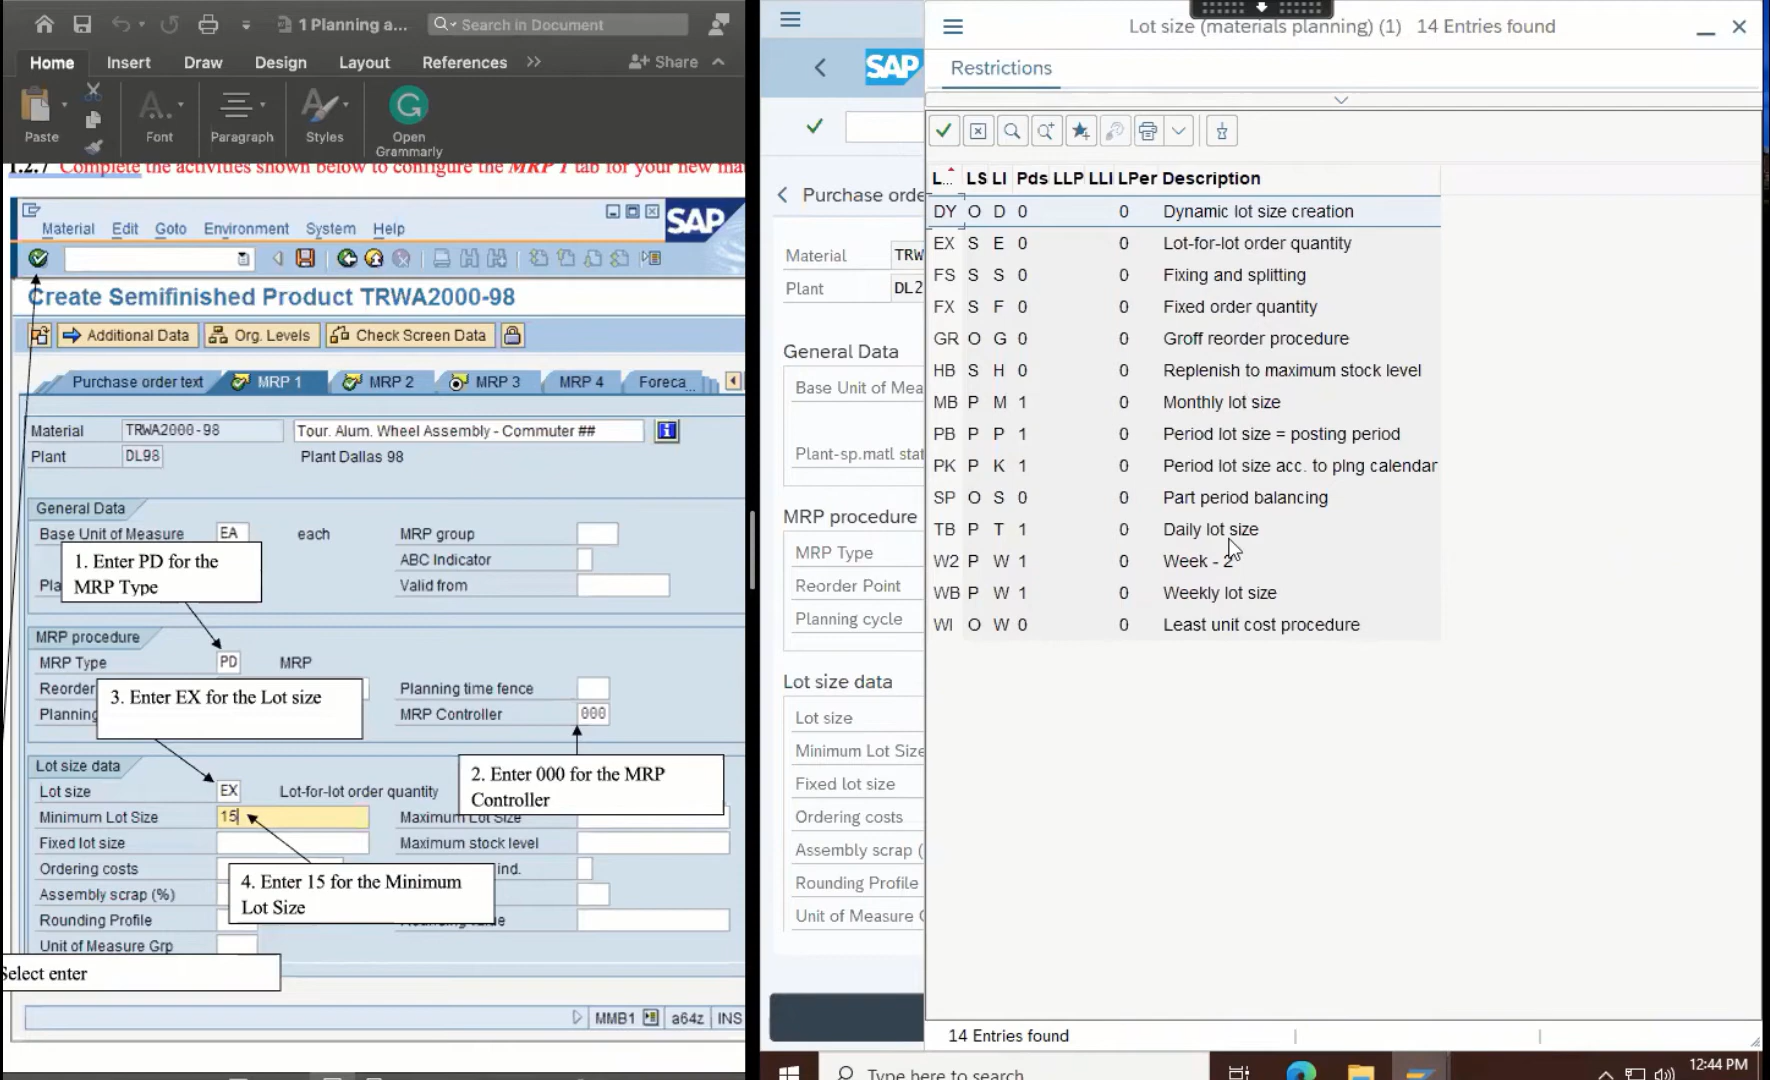 1 Planning a...
Search in Document
Home
Insert
Draw
Design
Layout
References
Share
Paste
Font
Paragraph
Styles
Open
Grammarly
1.2.7 Complete the activities shown below to configure the MRP 1 tab for your new ma
Material Edit Goto Environment System Help
SAP
Create Semifinished Product TRWA2000-98
Additional Data
Org. Levels
Check Screen Data
Purchase order text
MRP 1
MRP 2
MRP 3
MRP 4
Foreca...
Material TRWA2000-98 Tour. Alum. Wheel Assembly - Commuter ##
Plant DL98 Plant Dallas 98
General Data
Base Unit of Measure EA each MRP group
ABC Indicator
Valid from
1. Enter PD for the
MRP Type
MRP procedure
MRP Type PD MRP
Reorder Planning time fence
Planning MRP Controller 000
3. Enter EX for the Lot size
2. Enter 000 for the MRP
Controller
Lot size data
Lot size EX Lot-for-lot order quantity
Minimum Lot Size 15 Maximum Lot Size
Fixed lot size Maximum stock level
Ordering costs ind.
Assembly scrap (%)
Rounding Profile
Unit of Measure Grp
4. Enter 15 for the Minimum
Lot Size
Select enter
MMB1 a64z INS
SAP
Purchase orde
Material TRW
Plant DL2
General Data
Base Unit of Mea
Plant-sp.matl stat
MRP procedure
MRP Type
Reorder Point
Planning cycle
Lot size data
Lot size
Minimum Lot Size
Fixed lot size
Ordering costs
Assembly scrap (
Rounding Profile
Unit of Measure G
Lot size (materials planning) (1) 14 Entries found
Restrictions
L... LS LI Pds LLP LLI LPer Description
DY O D 0 0 Dynamic lot size creation
EX S E 0 0 Lot-for-lot order quantity
FS S S 0 0 Fixing and splitting
FX S F 0 0 Fixed order quantity
GR O G 0 0 Groff reorder procedure
HB S H 0 0 Replenish to maximum stock level
MB P M 1 0 Monthly lot size
PB P P 1 0 Period lot size = posting period
PK P K 1 0 Period lot size acc. to plng calendar
SP O S 0 0 Part period balancing
TB P T 1 0 Daily lot size
W2 P W 1 0 Week - 2
WB P W 1 0 Weekly lot size
WI O W 0 0 Least unit cost procedure
14 Entries found
Type here to search
12:44 PM